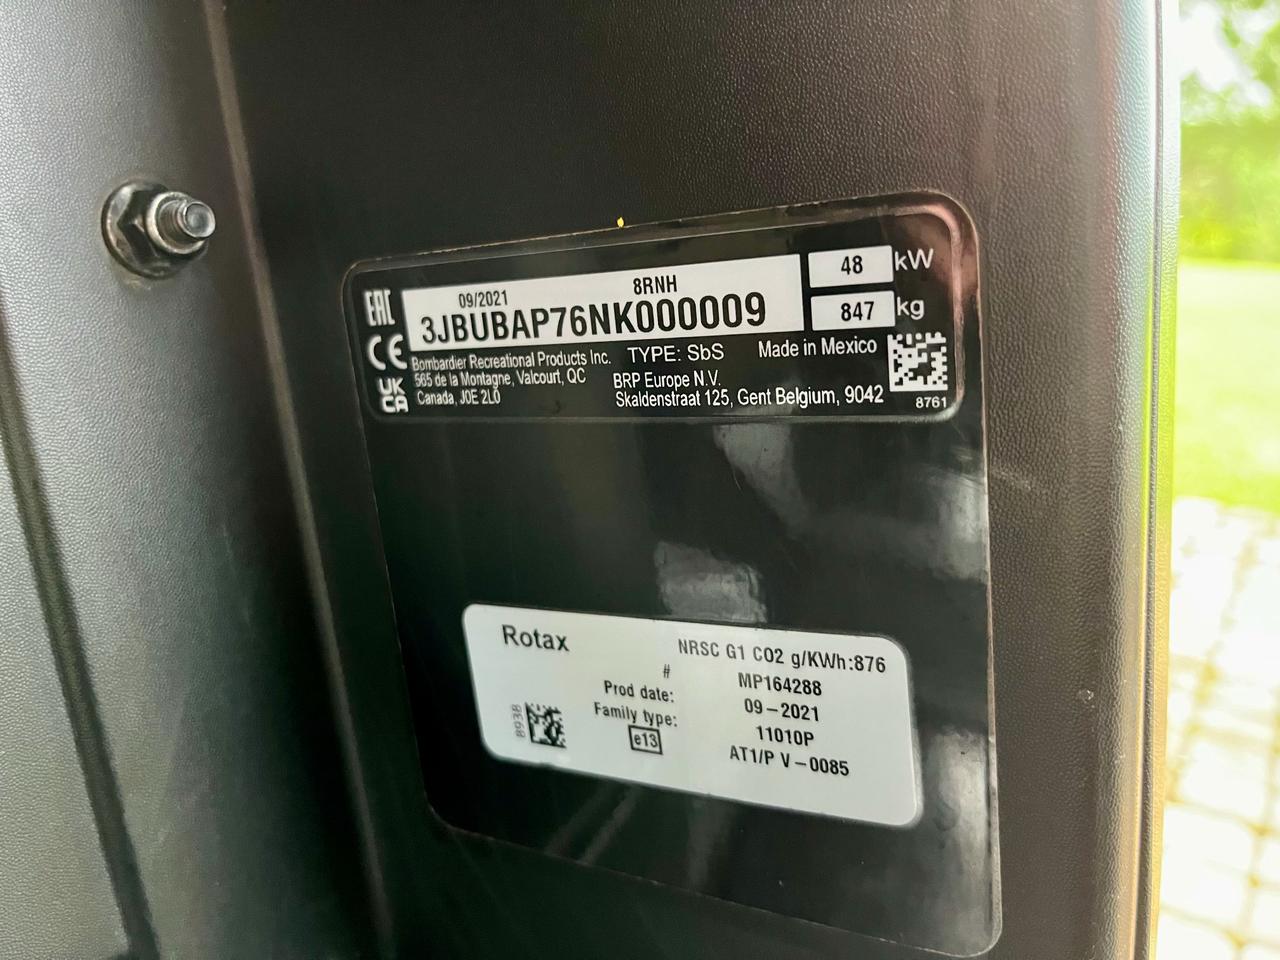 EAC
CE
UK
CA
09/2021 8RNH
3JBUBAP76NK000009
48 kW
847 kg
Bombardier Recreational Products Inc.
565 de la Montagne, Valcourt, QC
Canada, J0E 2L0
TYPE: SbS
Made in Mexico
BRP Europe N.V.
Skaldenstraat 125, Gent Belgium, 9042
8761
Rotax
NRSC G1 CO2 g/KWh:876
# MP164288
Prod date: 09-2021
Family type: 11010P
e13 AT1/P V-0085
8938